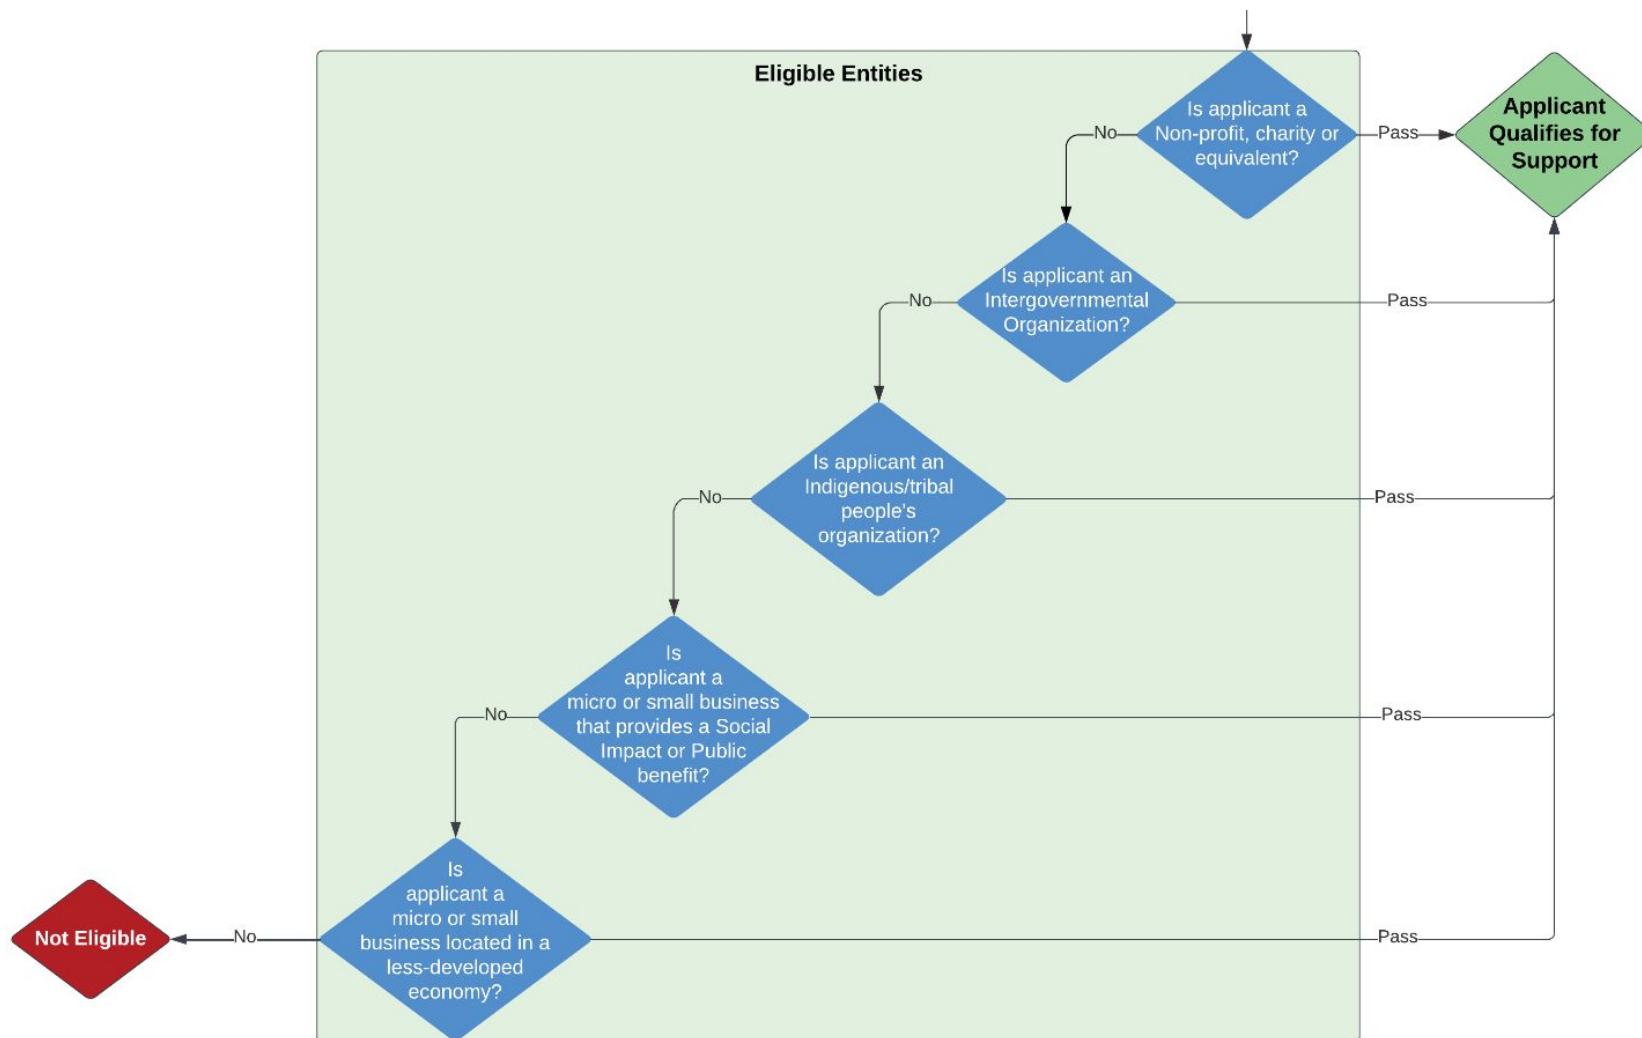 Eligible Entities
Is applicant a
Non-profit, charity or
equivalent?
No
Pass
Applicant
Qualifies for
Support
Is applicant an
Intergovernmental
Organization?
No
Pass
Is applicant an
Indigenous/tribal
people's
organization?
No
Pass
Is
applicant a
micro or small business
that provides a Social
Impact or Public
benefit?
No
Pass
Is
applicant a
micro or small
business located in a
less-developed
economy?
No
Pass
Not Eligible